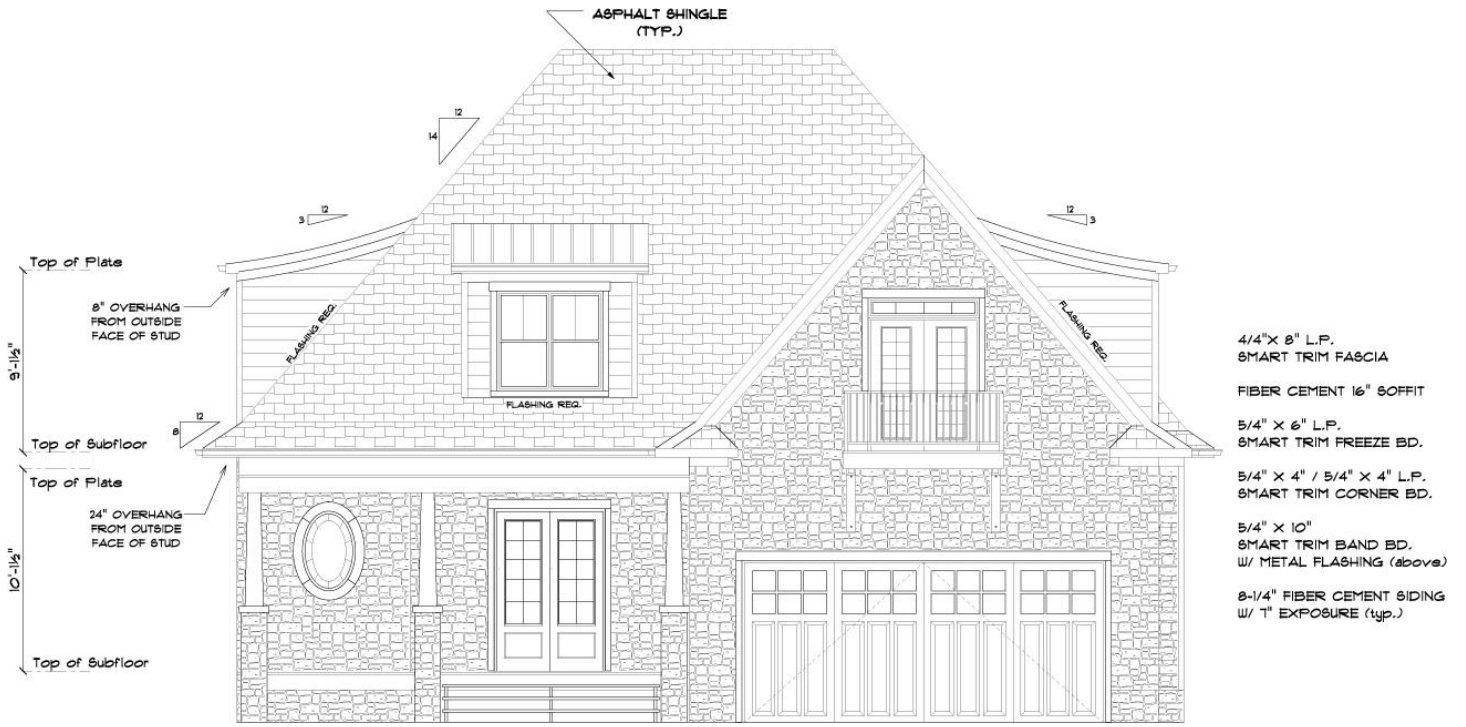 ASPHALT SHINGLE
(TYP.)
12
14
12
3
12
3
Top of Plate
8" OVERHANG
FROM OUTSIDE
FACE OF STUD
FLASHING REQ.
FLASHING REQ.
FLASHING REQ.
9'-1½"
12
8
Top of Subfloor
Top of Plate
24" OVERHANG
FROM OUTSIDE
FACE OF STUD
10'-1½"
Top of Subfloor
4/4"X 8" L.P.
SMART TRIM FASCIA
FIBER CEMENT 16" SOFFIT
5/4" X 6" L.P.
SMART TRIM FREEZE BD.
5/4" X 4" / 5/4" X 4" L.P.
SMART TRIM CORNER BD.
5/4" X 10"
SMART TRIM BAND BD.
W/ METAL FLASHING (above)
8-1/4" FIBER CEMENT SIDING
W/ 7" EXPOSURE (typ.)